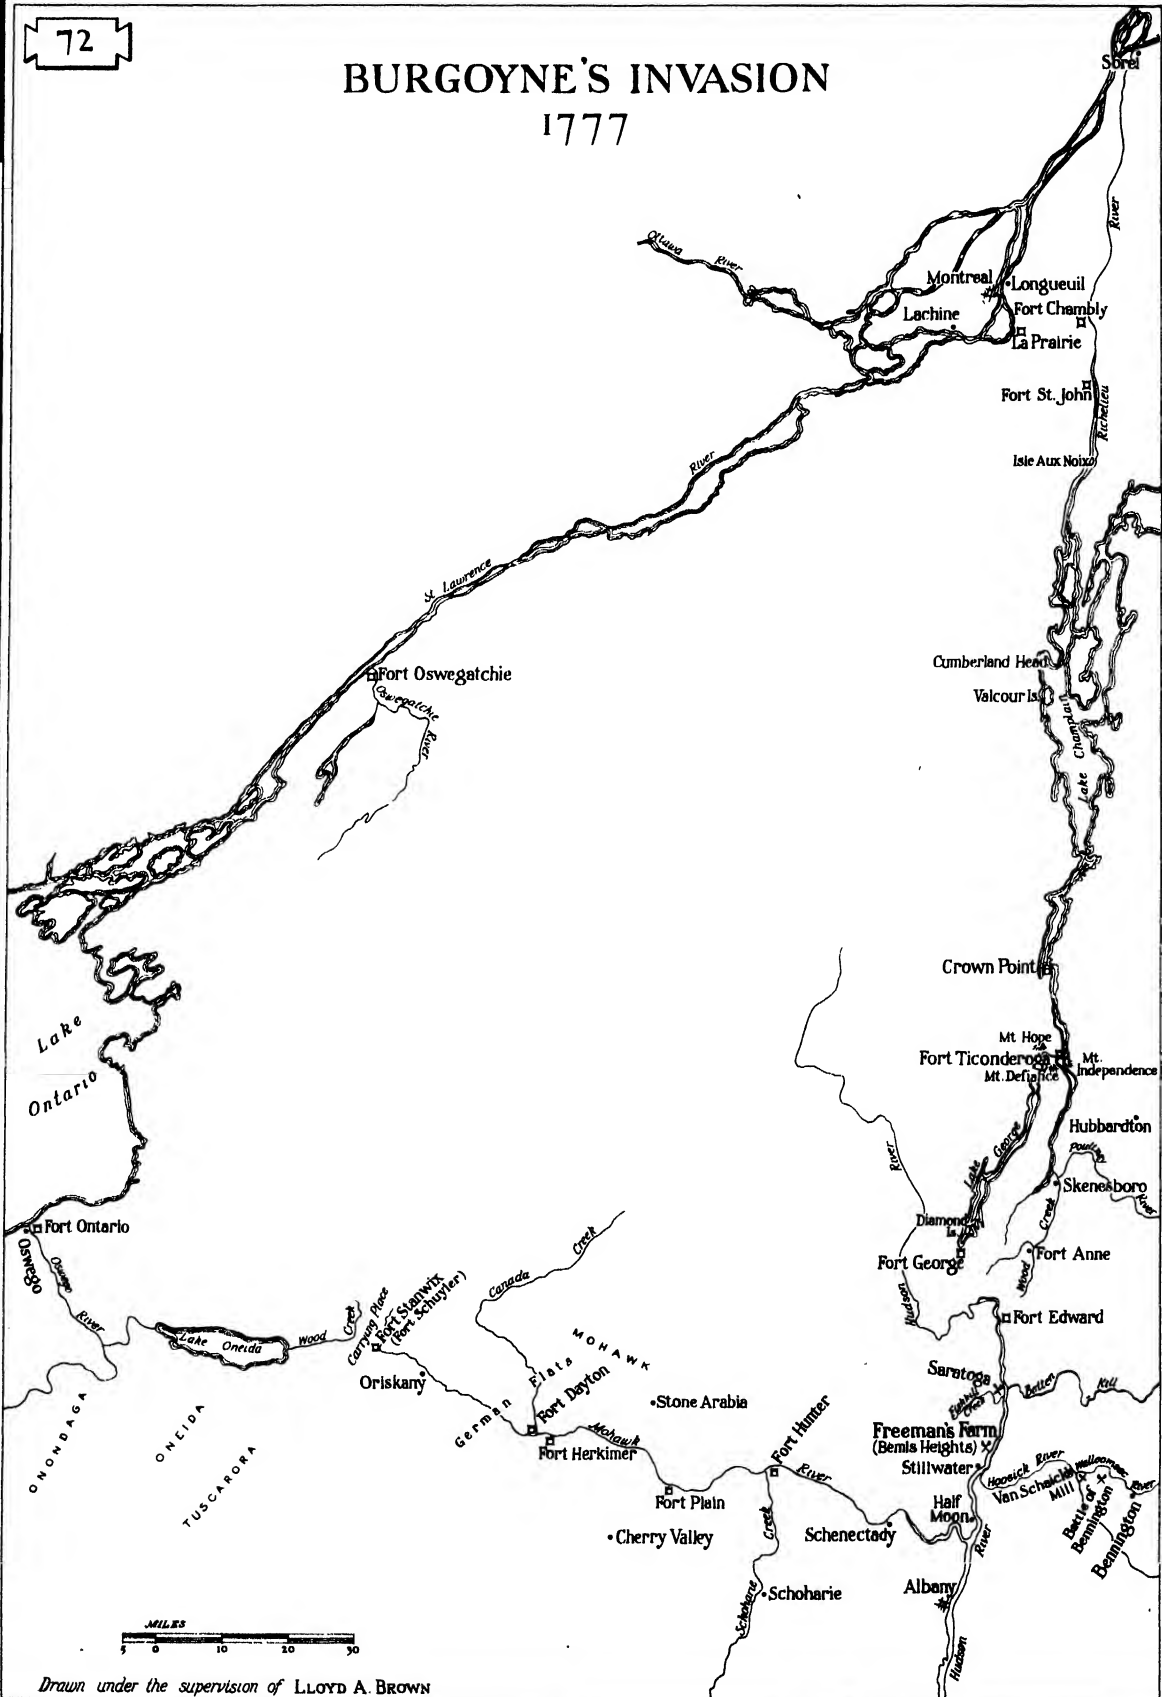 72
BURGOYNE'S INVASION
1777
Sorel
River
Ottawa
River
Montreal
Longueuil
Fort Chambly
Lachine
La Prairie
Fort St. John
Richelieu
Isle Aux Noix
River
St. Lawrence
Cumberland Head
Fort Oswegatchie
Oswegatchie
River
Valcour Is.
Lake Champlain
Crown Point
Lake
Ontario
Mt Hope
Fort Ticonderoga
Mt.
Independence
Mt. Defiance
Hubbardton
River
Lake George
Poultney
River
Skenesboro
Creek
Diamond
Is.
Fort Ontario
Oswego
Oswego
River
Fort George
Fort Anne
Wood
Canada
Creek
Hudson
Carrying Place
Fort Stanwix
(Fort Schuyler)
Lake Oneida
Wood
Creek
Fort Edward
MOHAWK
Oriskany
German Flats
Fort Dayton
Saratoga
Batten Kill
Fishkill
Creek
Stone Arabia
ONONDAGA
ONEIDA
TUSCARORA
Fort Hunter
Freeman's Farm
(Bemis Heights)
Mohawk
River
Fort Herkimer
Stillwater
Hoosick River
Walloomsac
River
Van Schaick's
Mill
Battle of
Bennington
Bennington
Fort Plain
Half
Moon
Cherry Valley
Creek
Schenectady
River
Schoharie
Schoharie
Albany
Hudson
MILES
5 0 10 20 30
Drawn under the supervision of LLOYD A. BROWN